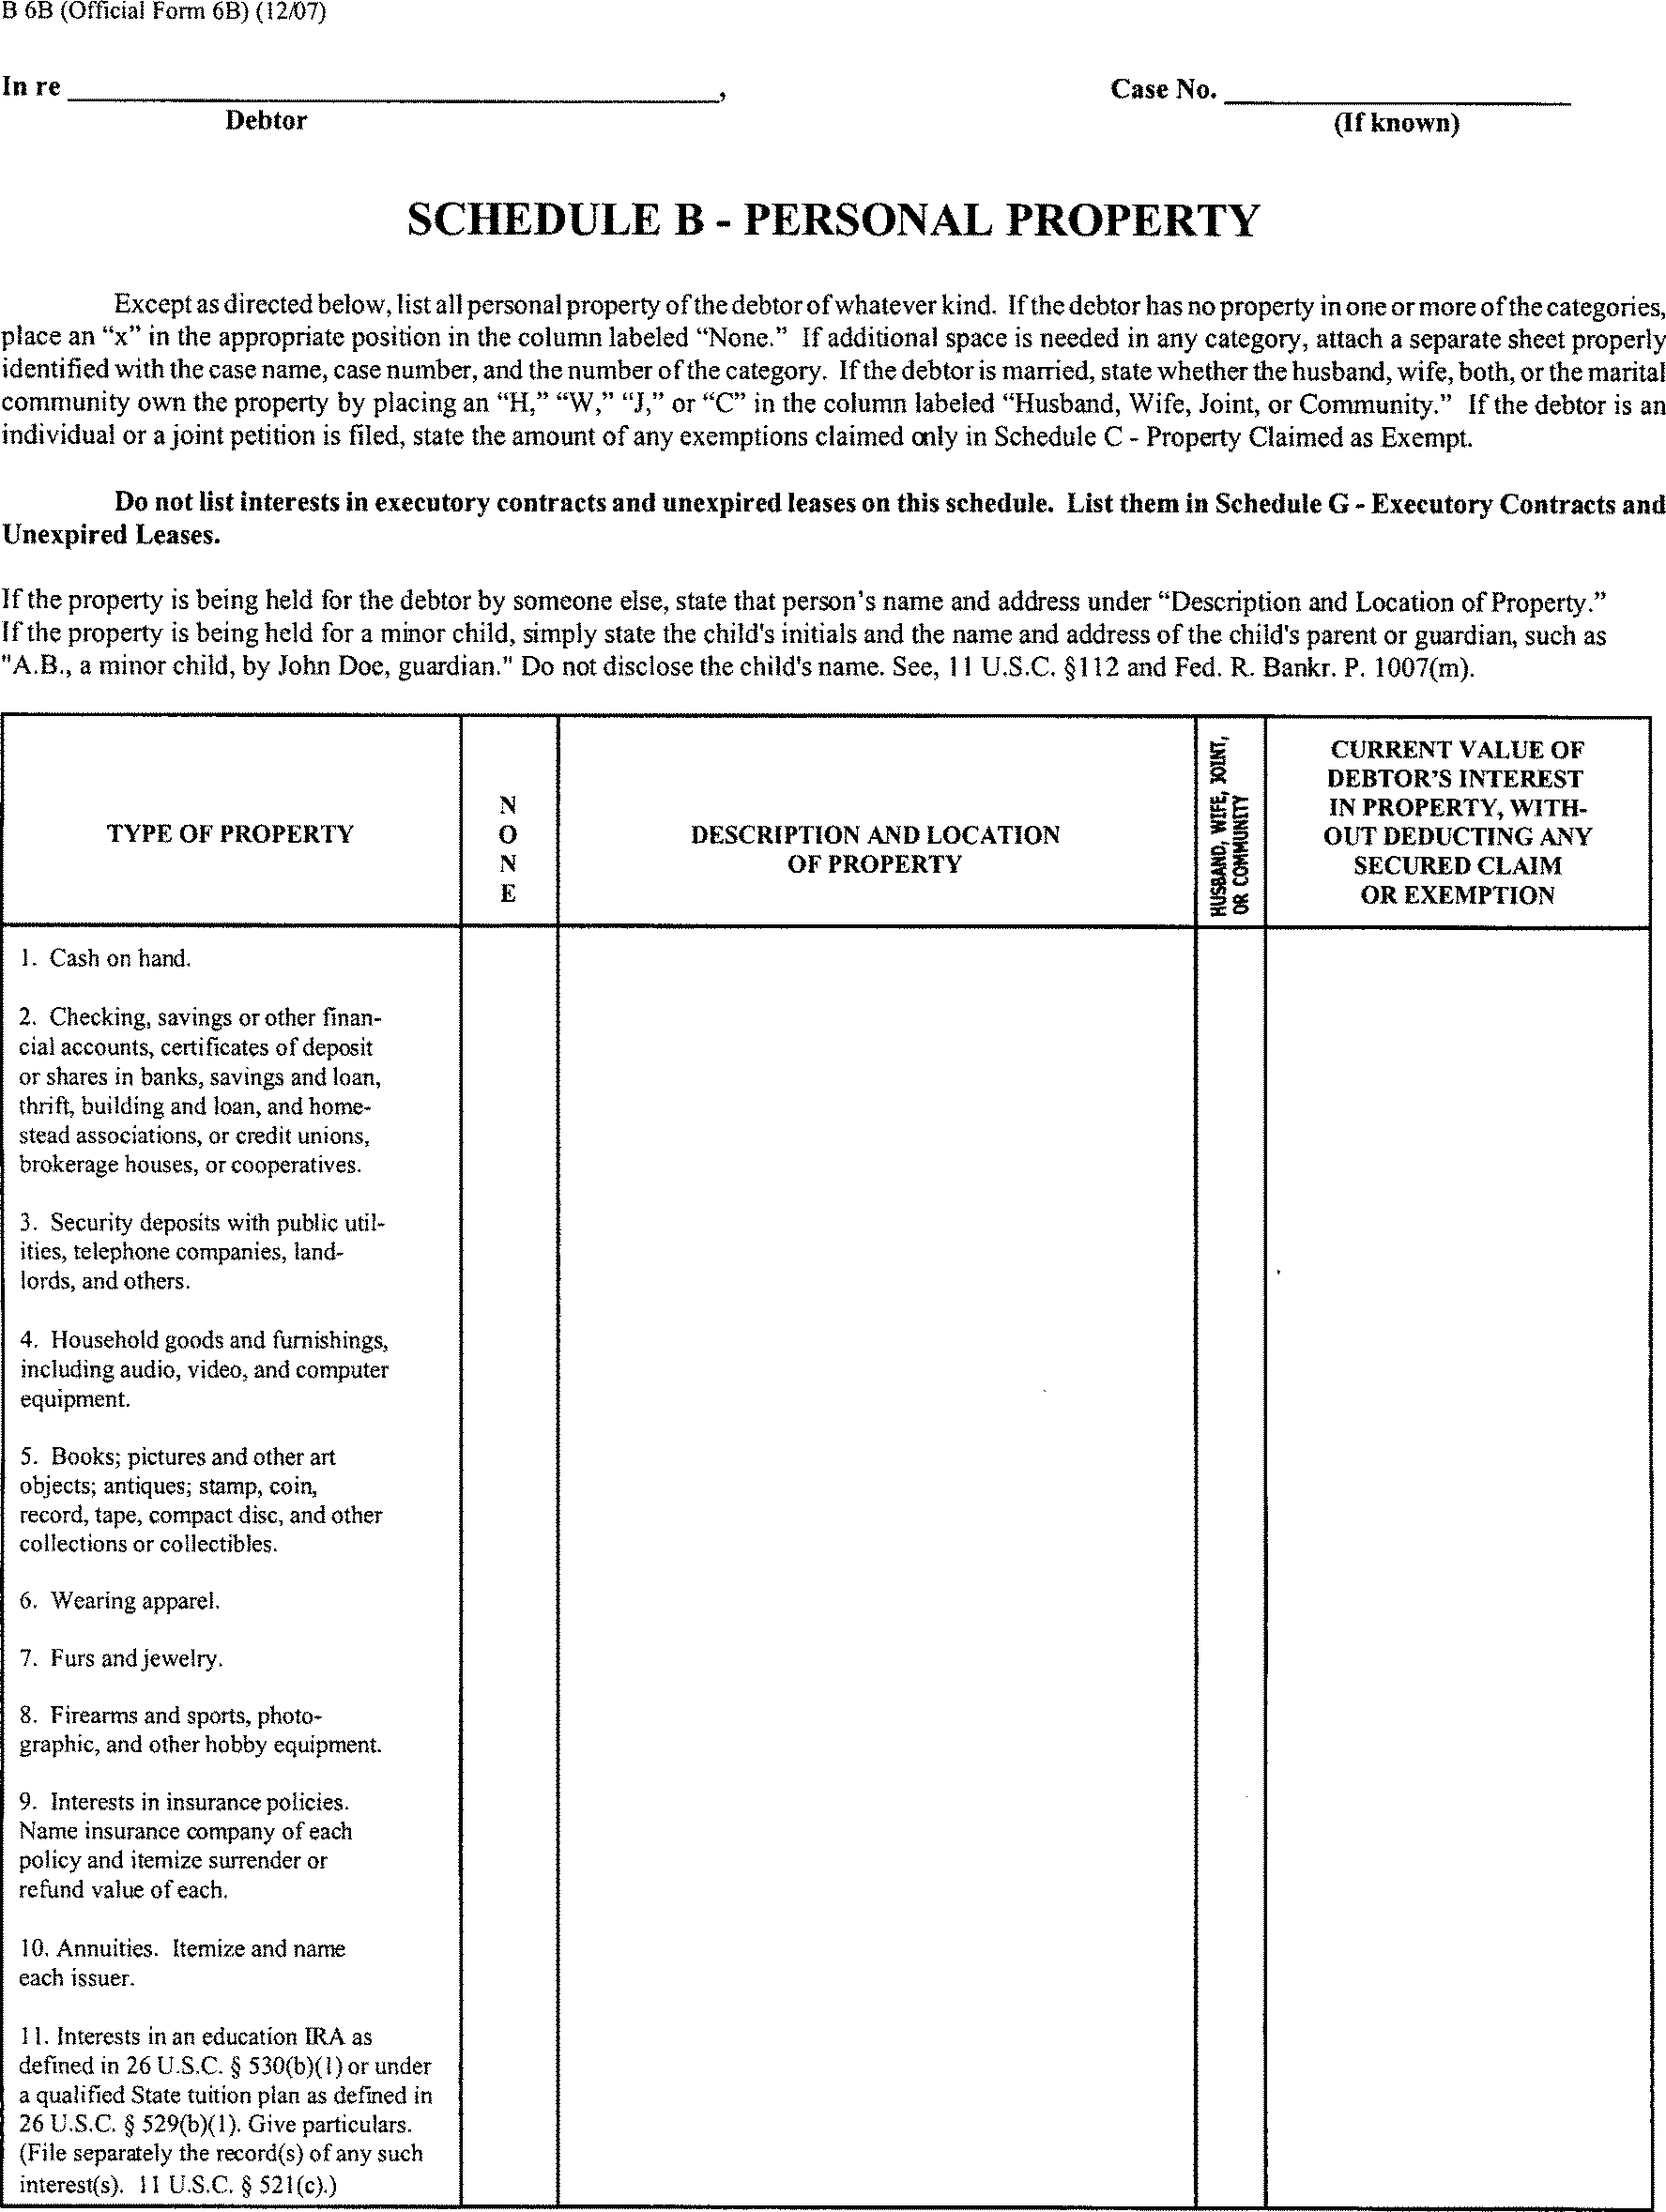 B 6B (Official Form 6B) (12/07)
In re ____________________, Case No. ____________________
Debtor (If known)
SCHEDULE B - PERSONAL PROPERTY
Except as directed below, list all personal property of the debtor of whatever kind. If the debtor has no property in one or more of the categories,
place an “x” in the appropriate position in the column labeled “None.” If additional space is needed in any category, attach a separate sheet properly
identified with the case name, case number, and the number of the category. If the debtor is married, state whether the husband, wife, both, or the marital
community own the property by placing an “H,” “W,” “J,” or “C” in the column labeled “Husband, Wife, Joint, or Community.” If the debtor is an
individual or a joint petition is filed, state the amount of any exemptions claimed only in Schedule C - Property Claimed as Exempt.
Do not list interests in executory contracts and unexpired leases on this schedule. List them in Schedule G - Executory Contracts and
Unexpired Leases.
If the property is being held for the debtor by someone else, state that person’s name and address under “Description and Location of Property.”
If the property is being held for a minor child, simply state the child's initials and the name and address of the child's parent or guardian, such as
"A.B., a minor child, by John Doe, guardian." Do not disclose the child's name. See, 11 U.S.C. §112 and Fed. R. Bankr. P. 1007(m).
TYPE OF PROPERTY
N
O
N
E
DESCRIPTION AND LOCATION
OF PROPERTY
HUSBAND, WIFE, JOINT,
OR COMMUNITY
CURRENT VALUE OF
DEBTOR’S INTEREST
IN PROPERTY, WITH-
OUT DEDUCTING ANY
SECURED CLAIM
OR EXEMPTION
1. Cash on hand.
2. Checking, savings or other finan-
cial accounts, certificates of deposit
or shares in banks, savings and loan,
thrift, building and loan, and home-
stead associations, or credit unions,
brokerage houses, or cooperatives.
3. Security deposits with public util-
ities, telephone companies, land-
lords, and others.
4. Household goods and furnishings,
including audio, video, and computer
equipment.
5. Books; pictures and other art
objects; antiques; stamp, coin,
record, tape, compact disc, and other
collections or collectibles.
6. Wearing apparel.
7. Furs and jewelry.
8. Firearms and sports, photo-
graphic, and other hobby equipment.
9. Interests in insurance policies.
Name insurance company of each
policy and itemize surrender or
refund value of each.
10. Annuities. Itemize and name
each issuer.
11. Interests in an education IRA as
defined in 26 U.S.C. § 530(b)(1) or under
a qualified State tuition plan as defined in
26 U.S.C. § 529(b)(1). Give particulars.
(File separately the record(s) of any such
interest(s). 11 U.S.C. § 521(c).)